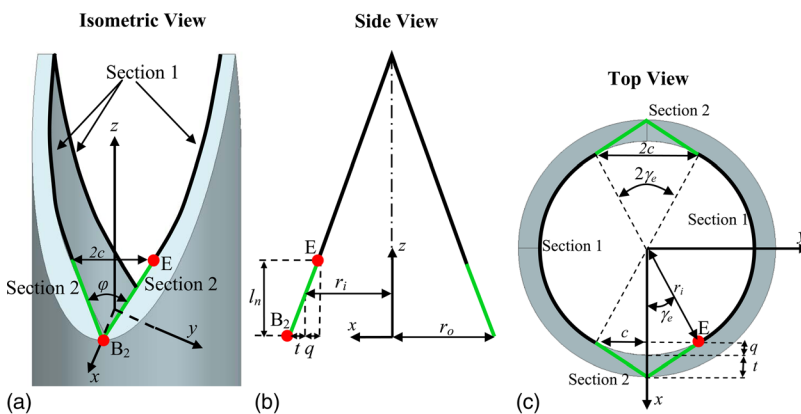 Isometric View
Section 1
z
2c
E
Section 2
φ
Section 2
y
B2
x
(a)
Side View
E
z
ln
ri
B2
t
q
x
ro
(b)
Top View
Section 2
2c
2γe
Section 1
Section 1
y
ri
γe
c
E
q
t
Section 2
x
(c)